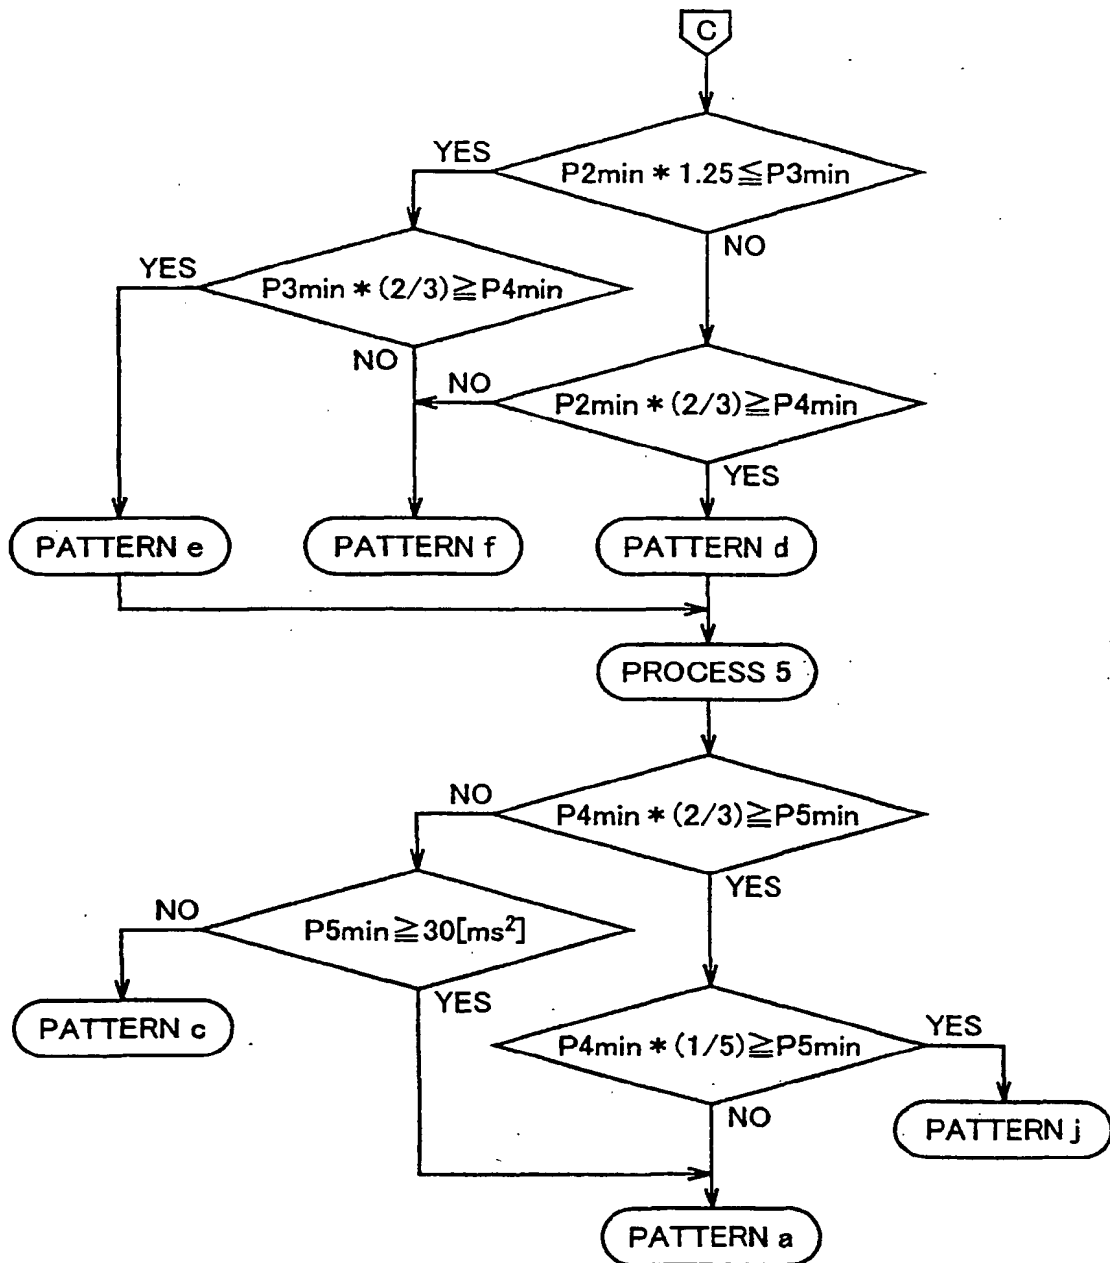 C
YES
P2min * 1.25≦P3min
NO
YES
P3min * (2/3)≧P4min
NO
NO
P2min * (2/3)≧P4min
YES
PATTERN e
PATTERN f
PATTERN d
PROCESS 5
NO
P4min * (2/3)≧P5min
YES
NO
P5min≧30[ms²]
YES
PATTERN c
P4min * (1/5)≧P5min
YES
NO
PATTERN j
PATTERN a